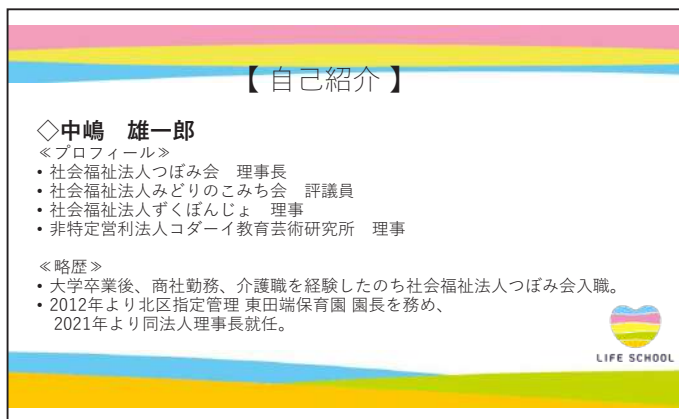 【 自己紹介 】
◇中嶋　雄一郎
≪プロフィール≫
• 社会福祉法人つぼみ会　理事長
• 社会福祉法人みどりのこみち会　評議員
• 社会福祉法人ずくぼんじょ　理事
• 非特定営利法人コダーイ教育芸術研究所　理事
≪略歴≫
• 大学卒業後、商社勤務、介護職を経験したのち社会福祉法人つぼみ会入職。
• 2012年より北区指定管理 東田端保育園 園長を務め、
2021年より同法人理事長就任。
LIFE SCHOOL